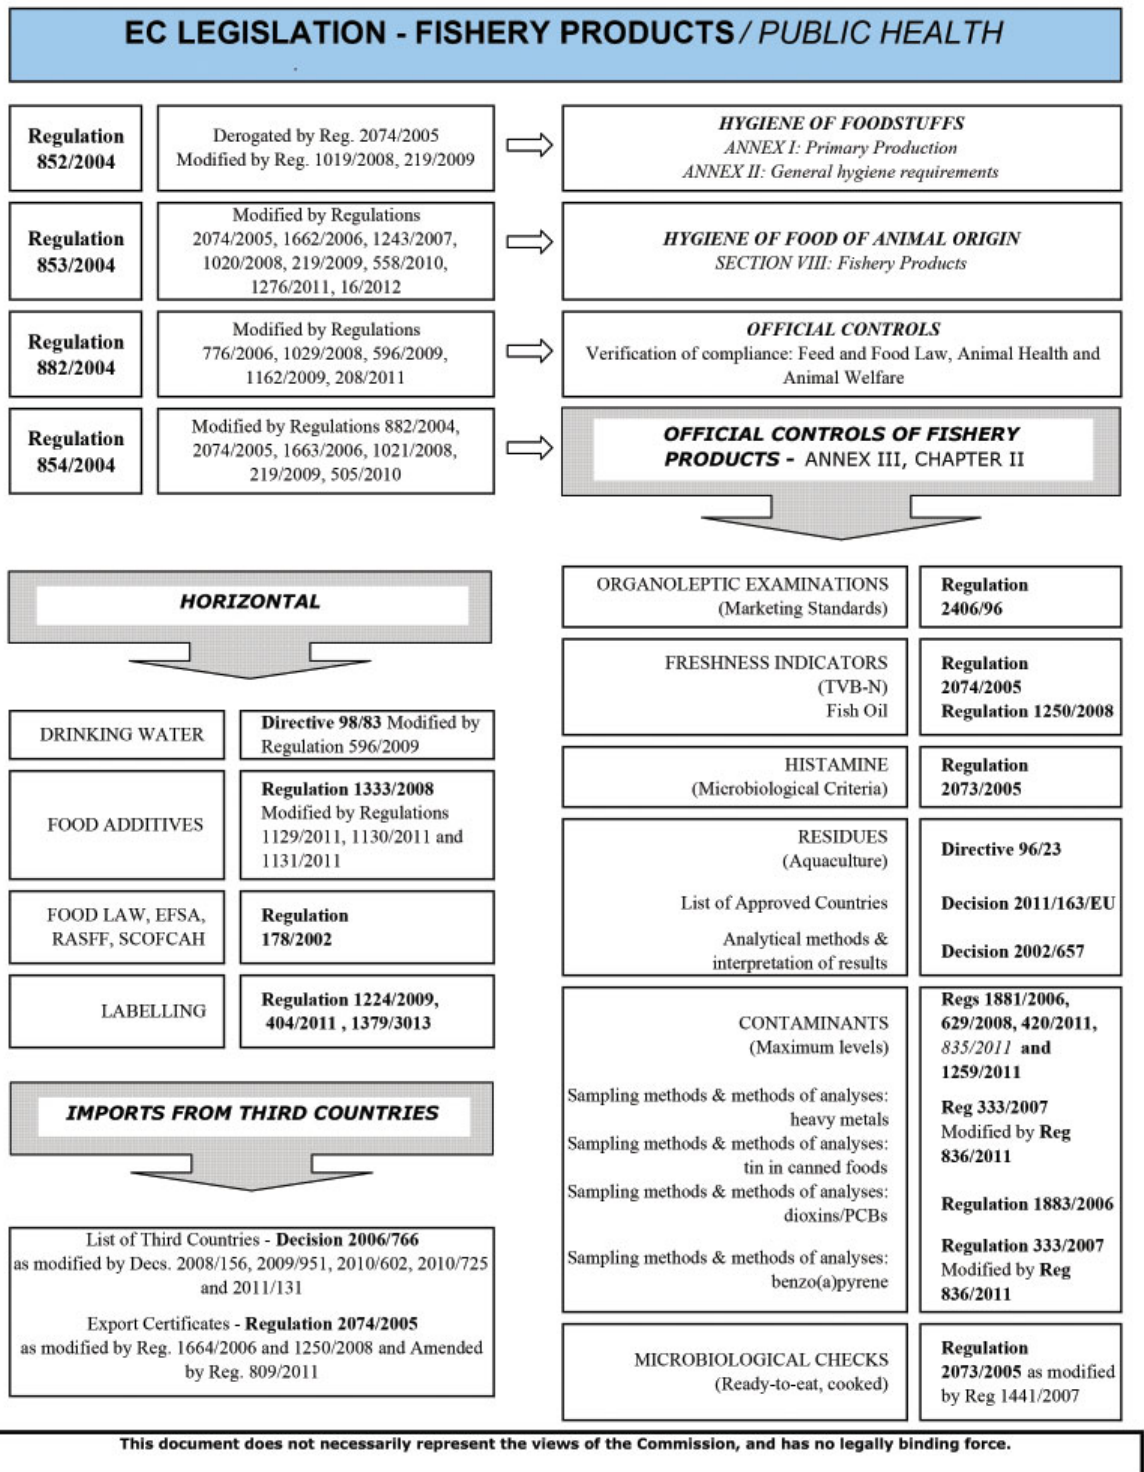 EC LEGISLATION - FISHERY PRODUCTS / PUBLIC HEALTH
Regulation
852/2004
Derogated by Reg. 2074/2005
Modified by Reg. 1019/2008, 219/2009
HYGIENE OF FOODSTUFFS
ANNEX I: Primary Production
ANNEX II: General hygiene requirements
Regulation
853/2004
Modified by Regulations
2074/2005, 1662/2006, 1243/2007,
1020/2008, 219/2009, 558/2010,
1276/2011, 16/2012
HYGIENE OF FOOD OF ANIMAL ORIGIN
SECTION VIII: Fishery Products
Regulation
882/2004
Modified by Regulations
776/2006, 1029/2008, 596/2009,
1162/2009, 208/2011
OFFICIAL CONTROLS
Verification of compliance: Feed and Food Law, Animal Health and
Animal Welfare
Regulation
854/2004
Modified by Regulations 882/2004,
2074/2005, 1663/2006, 1021/2008,
219/2009, 505/2010
OFFICIAL CONTROLS OF FISHERY
PRODUCTS - ANNEX III, CHAPTER II
HORIZONTAL
DRINKING WATER
Directive 98/83 Modified by
Regulation 596/2009
FOOD ADDITIVES
Regulation 1333/2008
Modified by Regulations
1129/2011, 1130/2011 and
1131/2011
FOOD LAW, EFSA,
RASFF, SCOFCAH
Regulation
178/2002
LABELLING
Regulation 1224/2009,
404/2011 , 1379/3013
IMPORTS FROM THIRD COUNTRIES
List of Third Countries - Decision 2006/766
as modified by Decs. 2008/156, 2009/951, 2010/602, 2010/725
and 2011/131
Export Certificates - Regulation 2074/2005
as modified by Reg. 1664/2006 and 1250/2008 and Amended
by Reg. 809/2011
ORGANOLEPTIC EXAMINATIONS
(Marketing Standards)
Regulation
2406/96
FRESHNESS INDICATORS
(TVB-N)
Fish Oil
Regulation
2074/2005
Regulation 1250/2008
HISTAMINE
(Microbiological Criteria)
Regulation
2073/2005
RESIDUES
(Aquaculture)
Directive 96/23
List of Approved Countries
Decision 2011/163/EU
Analytical methods &
interpretation of results
Decision 2002/657
CONTAMINANTS
(Maximum levels)
Regs 1881/2006,
629/2008, 420/2011,
835/2011 and
1259/2011
Sampling methods & methods of analyses:
heavy metals
Sampling methods & methods of analyses:
tin in canned foods
Reg 333/2007
Modified by Reg
836/2011
Sampling methods & methods of analyses:
dioxins/PCBs
Regulation 1883/2006
Sampling methods & methods of analyses:
benzo(a)pyrene
Regulation 333/2007
Modified by Reg
836/2011
MICROBIOLOGICAL CHECKS
(Ready-to-eat, cooked)
Regulation
2073/2005 as modified
by Reg 1441/2007
This document does not necessarily represent the views of the Commission, and has no legally binding force.